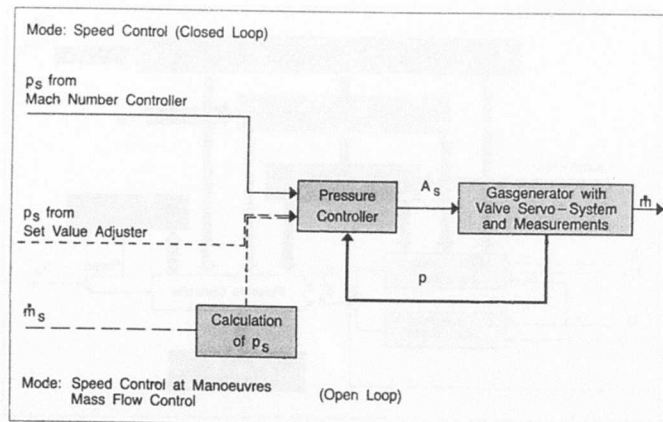 Mode: Speed Control (Closed Loop)
pS from
Mach Number Controller
pS from
Set Value Adjuster
ṁS
Pressure
Controller
AS
Gasgenerator with
Valve Servo-System
and Measurements
ṁ
p
Calculation
of pS
Mode: Speed Control at Manoeuvres
Mass Flow Control
(Open Loop)